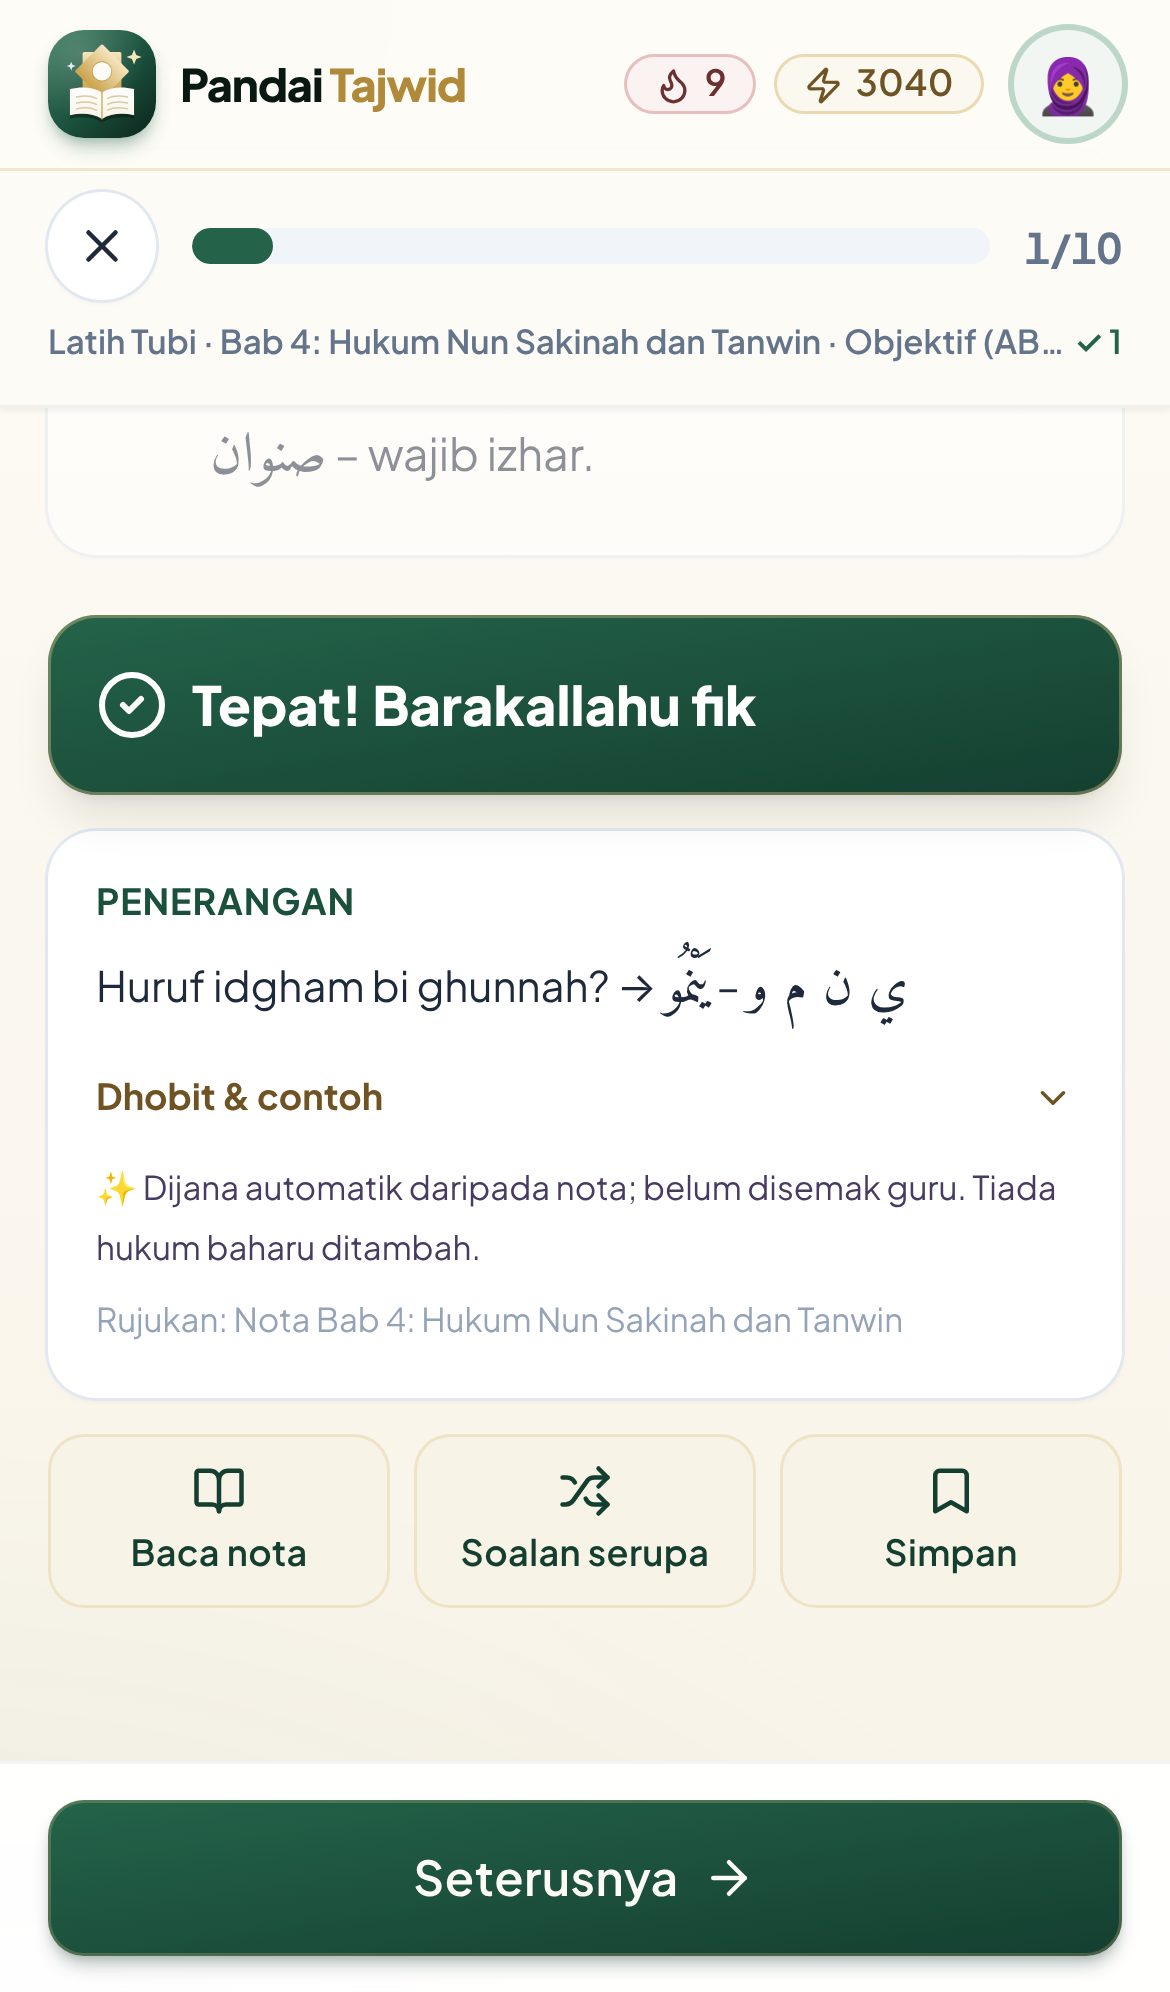 Pandai Tajwid
9
3040
1/10
Latih Tubi · Bab 4: Hukum Nun Sakinah dan Tanwin · Objektif (AB... ✓ 1
صنوان – wajib izhar.
Tepat! Barakallahu fik
PENERANGAN
Huruf idgham bi ghunnah? → ي ن م و – يَنْمُو
Dhobit & contoh
✨ Dijana automatik daripada nota; belum disemak guru. Tiada
hukum baharu ditambah.
Rujukan: Nota Bab 4: Hukum Nun Sakinah dan Tanwin
Baca nota
Soalan serupa
Simpan
Seterusnya →